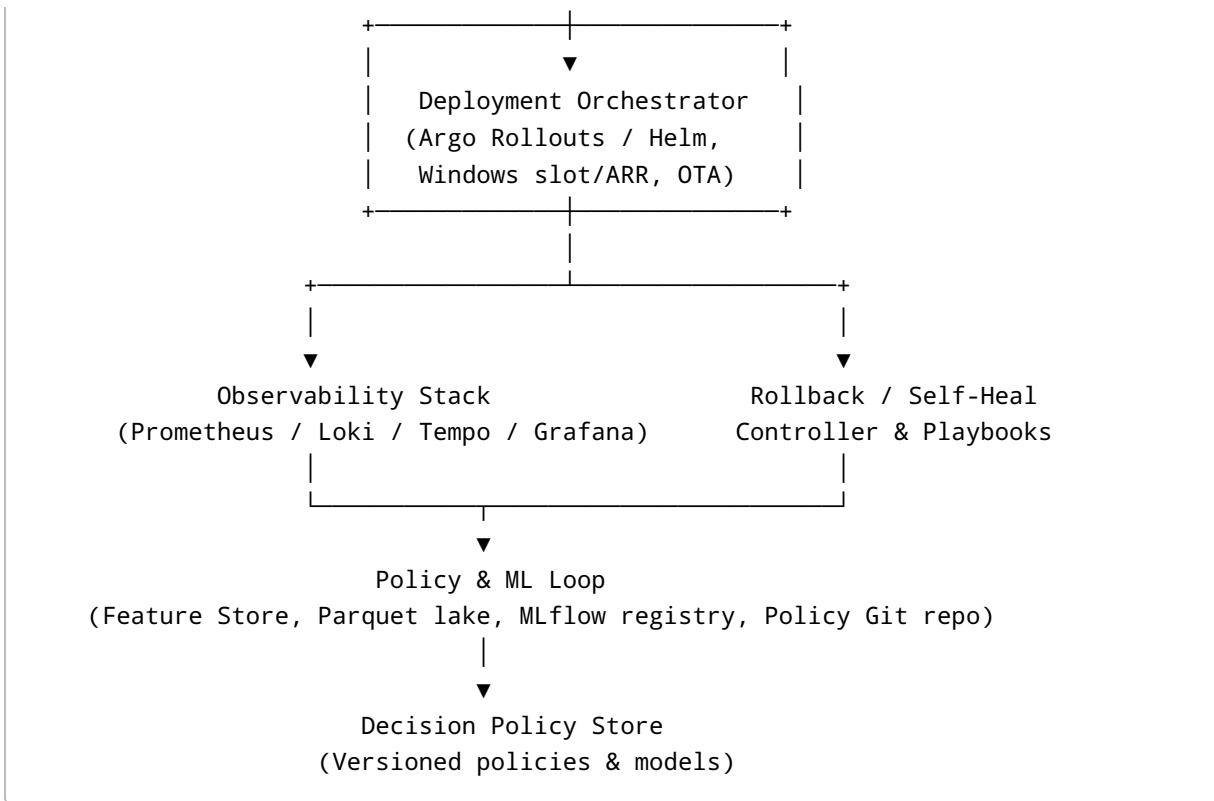 Deployment Orchestrator
(Argo Rollouts / Helm,
Windows slot/ARR, OTA)
Observability Stack Rollback / Self-Heal
(Prometheus / Loki / Tempo / Grafana) Controller & Playbooks
Policy & ML Loop
(Feature Store, Parquet lake, MLflow registry, Policy Git repo)
Decision Policy Store
(Versioned policies & models)